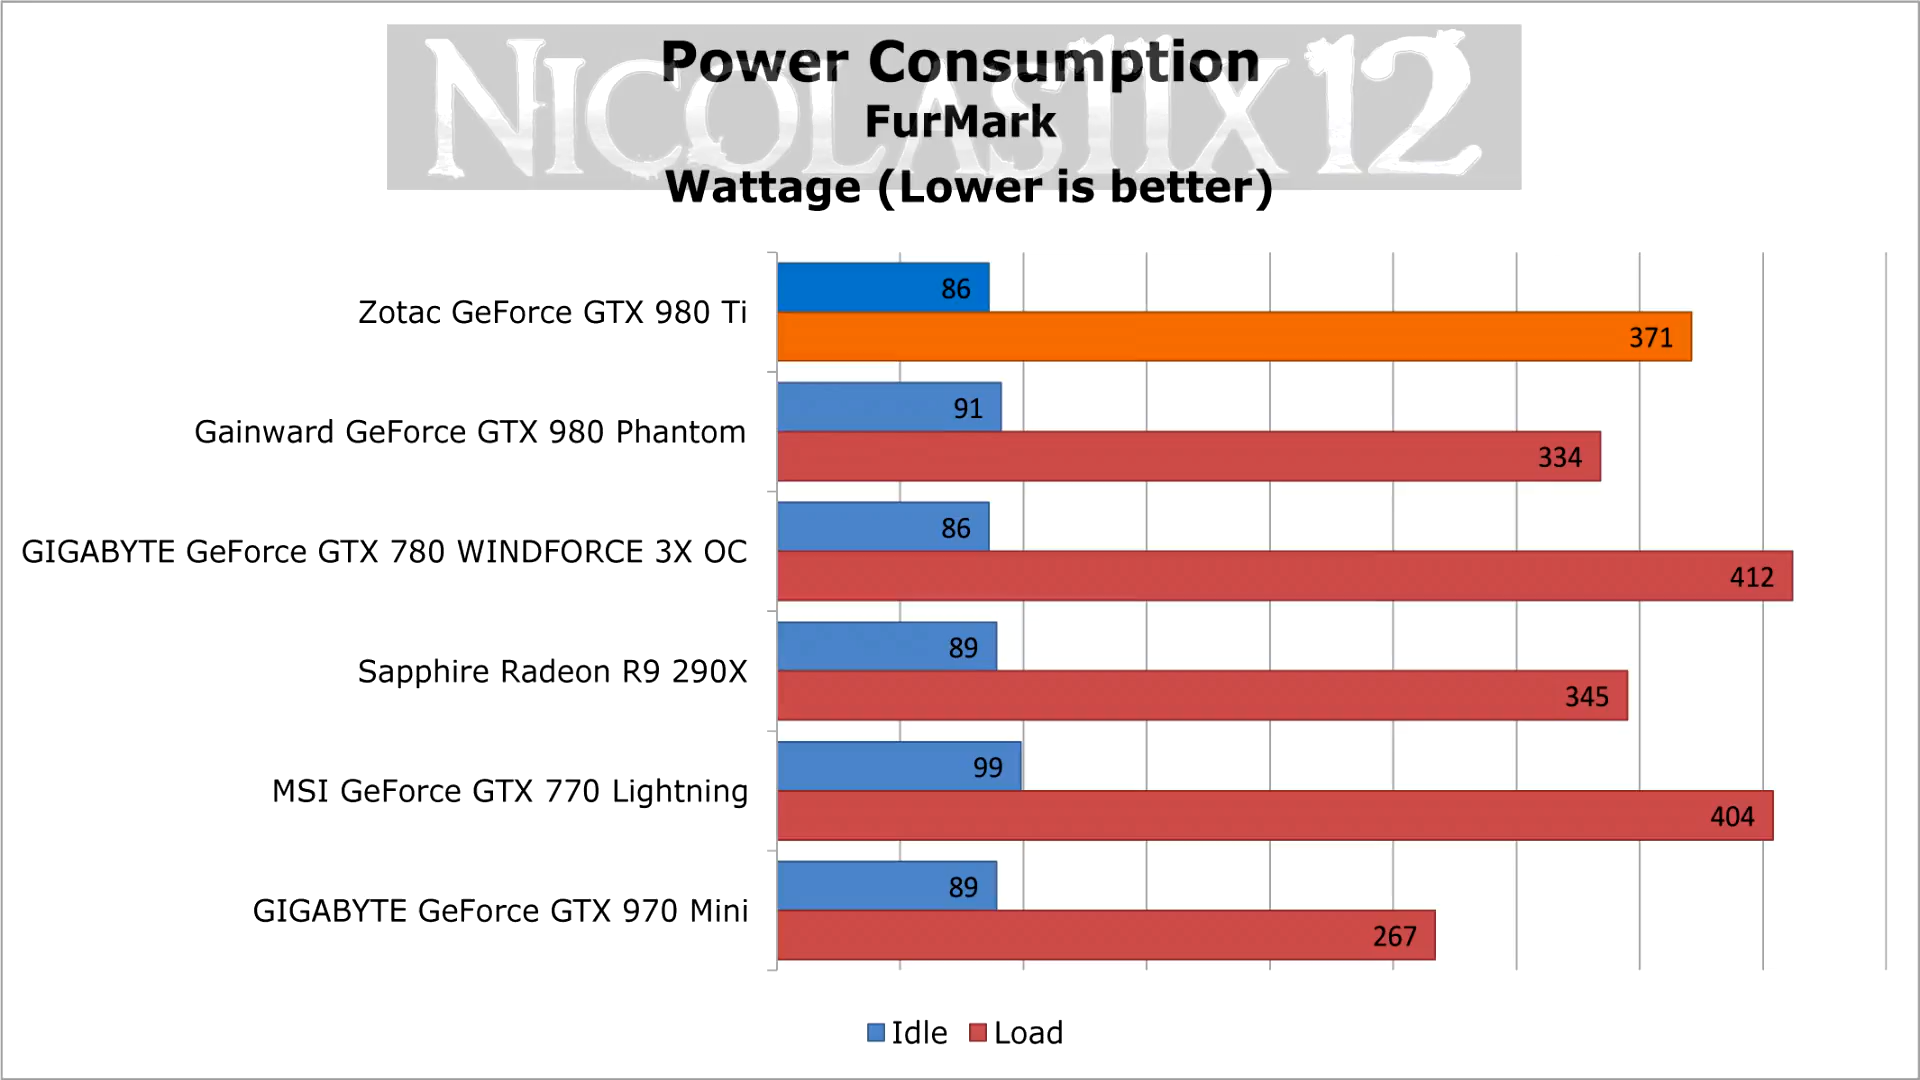 NICOLAS11X12
Power Consumption
FurMark
Wattage (Lower is better)
Zotac GeForce GTX 980 Ti
86
371
Gainward GeForce GTX 980 Phantom
91
334
GIGABYTE GeForce GTX 780 WINDFORCE 3X OC
86
412
Sapphire Radeon R9 290X
89
345
MSI GeForce GTX 770 Lightning
99
404
GIGABYTE GeForce GTX 970 Mini
89
267
Idle Load